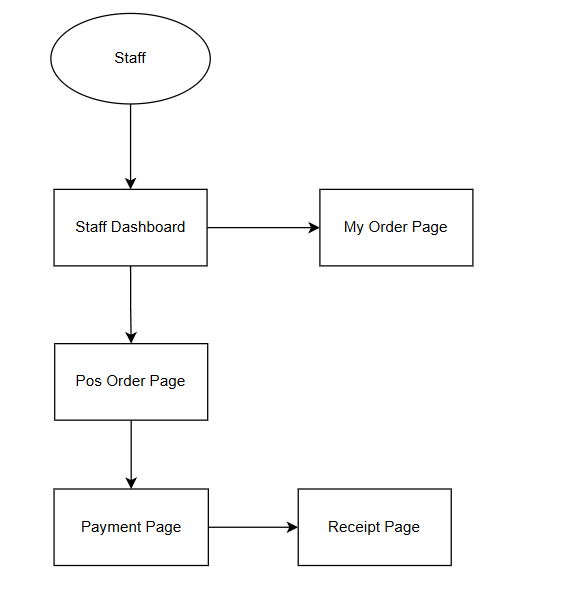 Staff
Staff Dashboard
My Order Page
Pos Order Page
Payment Page
Receipt Page